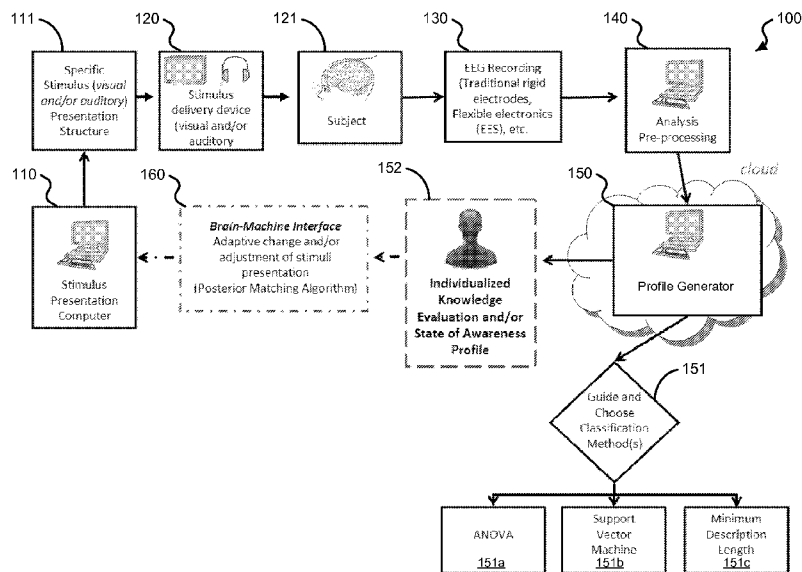 111
120
121
130
140
100
Specific
Stimulus (visual
and/or auditory)
Presentation
Structure
Stimulus
delivery device
(visual and/or
auditory
Subject
EEG Recording
(Traditional rigid
electrodes,
Flexible electronics
(EES), etc.
Analysis
Pre-processing
cloud
110
160
152
150
Stimulus
Presentation
Computer
Brain-Machine Interface
Adaptive change and/or
adjustment of stimuli
presentation
(Posterior Matching Algorithm)
Individualized
Knowledge
Evaluation and/or
State of Awareness
Profile
Profile Generator
151
Guide and
Choose
Classification
Method(s)
ANOVA
151a
Support
Vector
Machine
151b
Minimum
Description
Length
151c